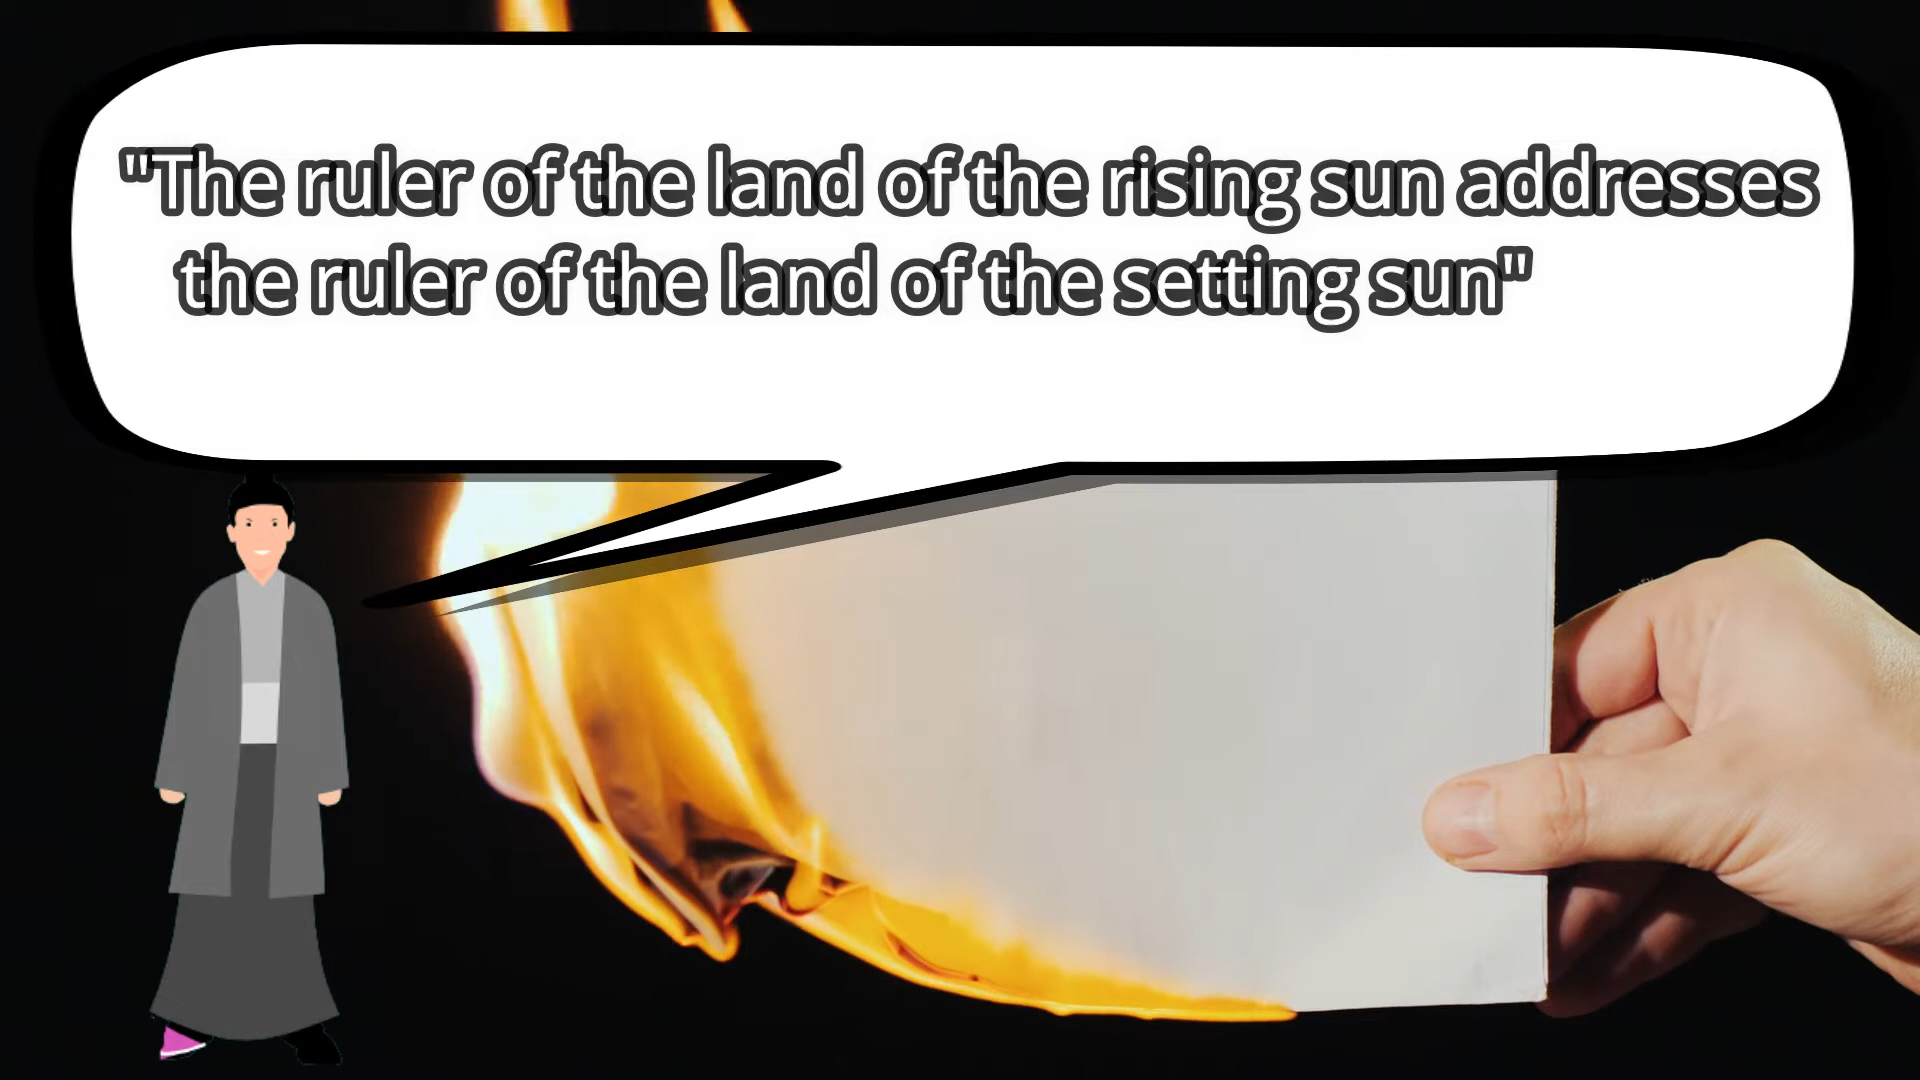 "The ruler of the land of the rising sun addresses
the ruler of the land of the setting sun"